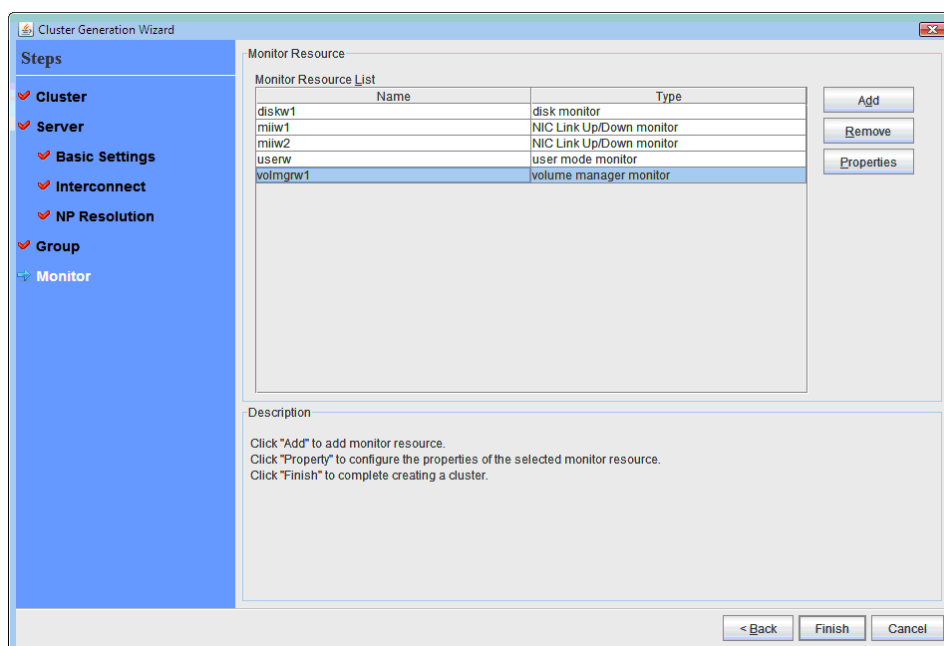 Cluster Generation Wizard
Steps
Cluster
Server
Basic Settings
Interconnect
NP Resolution
Group
Monitor
Monitor Resource
Monitor Resource List
Name Type
diskw1 disk monitor
miiw1 NIC Link Up/Down monitor
miiw2 NIC Link Up/Down monitor
userw user mode monitor
volmgrw1 volume manager monitor
Add
Remove
Properties
Description
Click "Add" to add monitor resource.
Click "Property" to configure the properties of the selected monitor resource.
Click "Finish" to complete creating a cluster.
< Back Finish Cancel